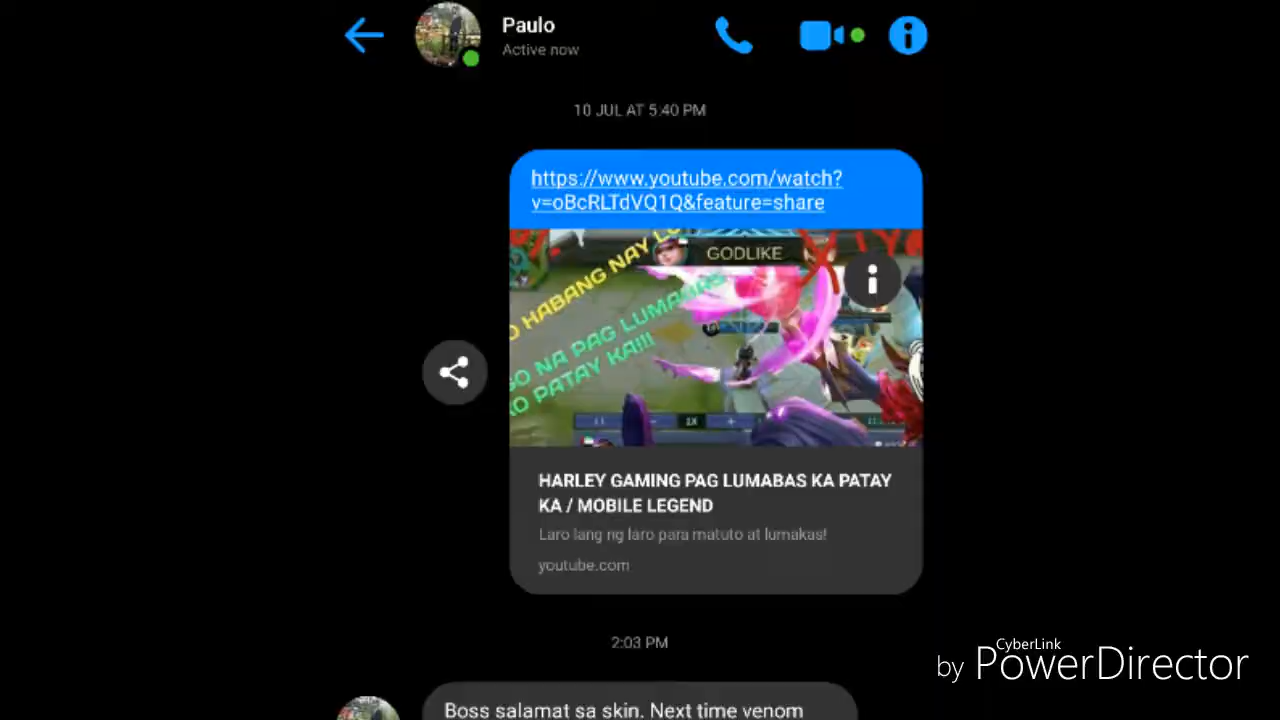 Paulo
Active now
10 JUL AT 5:40 PM
https://www.youtube.com/watch?
v=oBcRLTdVQ1Q&feature=share
GODLIKE
HABANG NAY
NA PAG LUMABAS
PATAY KA!!!
1X
HARLEY GAMING PAG LUMABAS KA PATAY
KA / MOBILE LEGEND
Laro lang ng laro para matuto at lumakas!
youtube.com
2:03 PM
Boss salamat sa skin. Next time venom
CyberLink
by PowerDirector